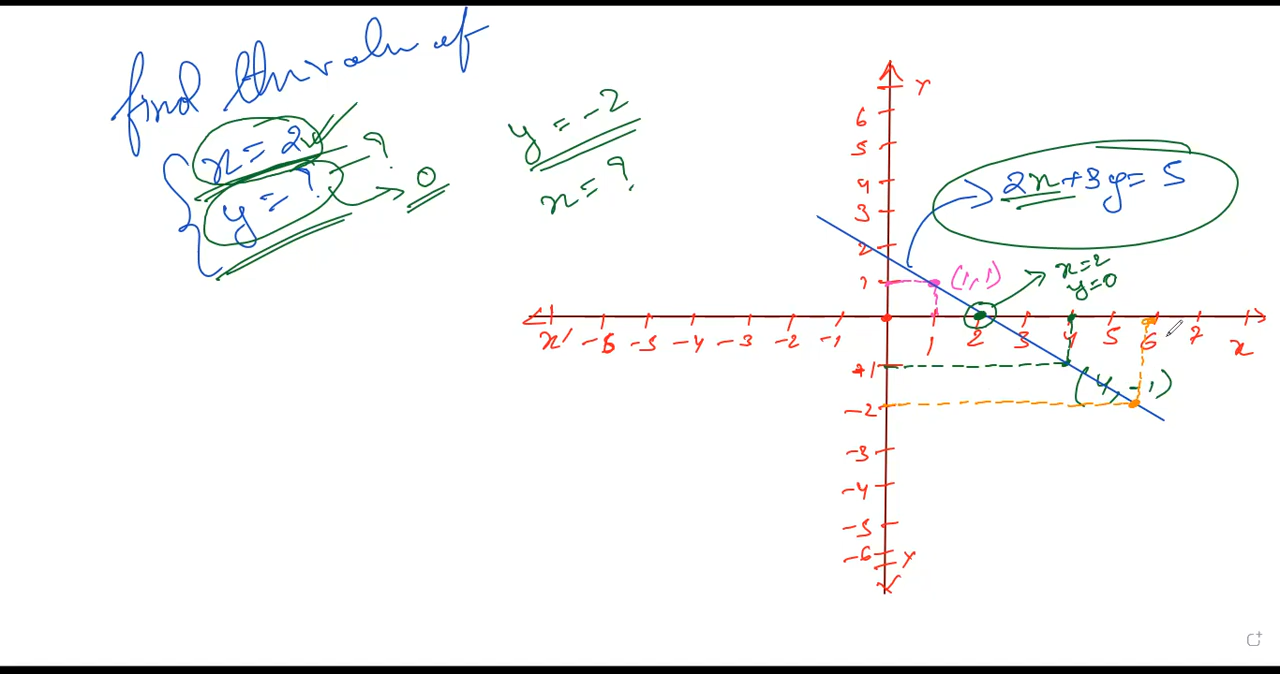 find the value of
x = 2
y = ?
?
0
y = -2
x = ?
Y
6
5
4
3
2
1
2x + 3y = 5
(1,1)
x=2
y=0
x' -6 -5 -4 -3 -2 -1 1 2 3 4 5 6 7 x
-1
(4, -1)
-2
-3
-4
-5
-6 Y